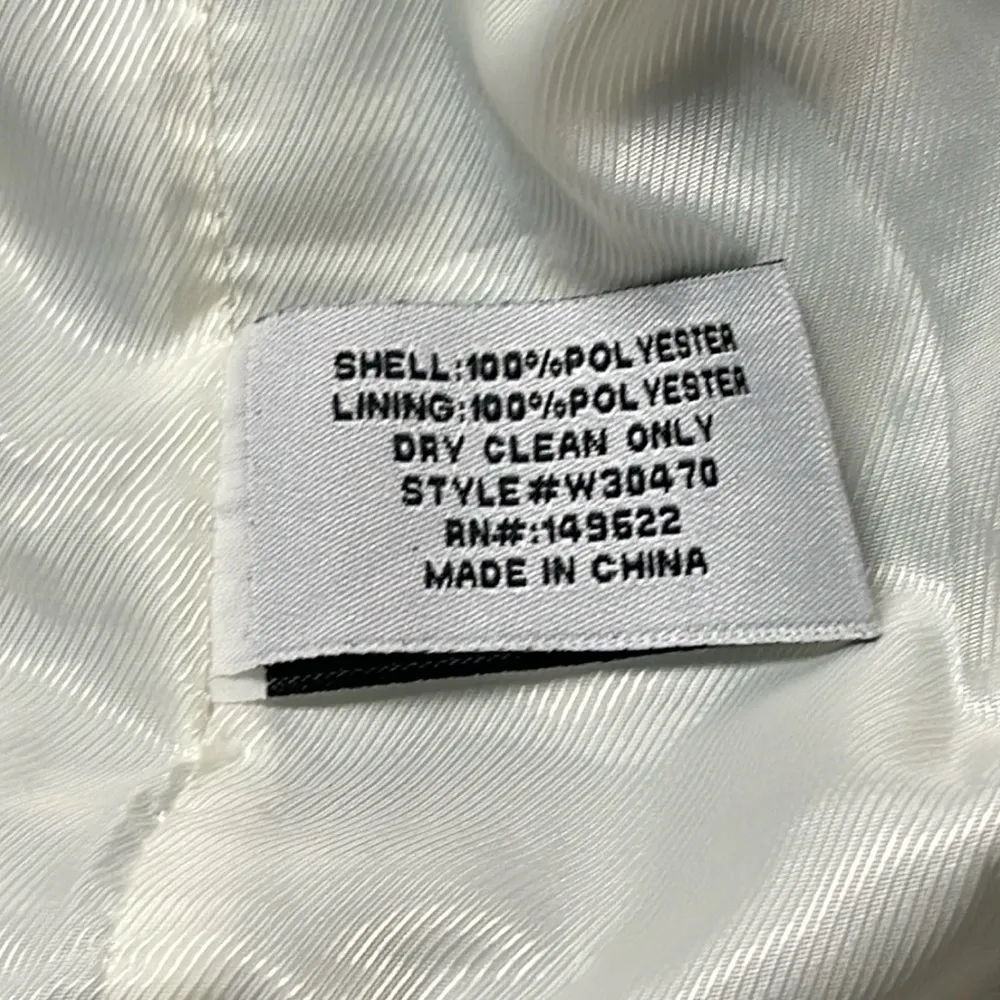 SHELL:100%POLYESTER
LINING:100%POLYESTER
DRY CLEAN ONLY
STYLE#W30470
RN#:149622
MADE IN CHINA